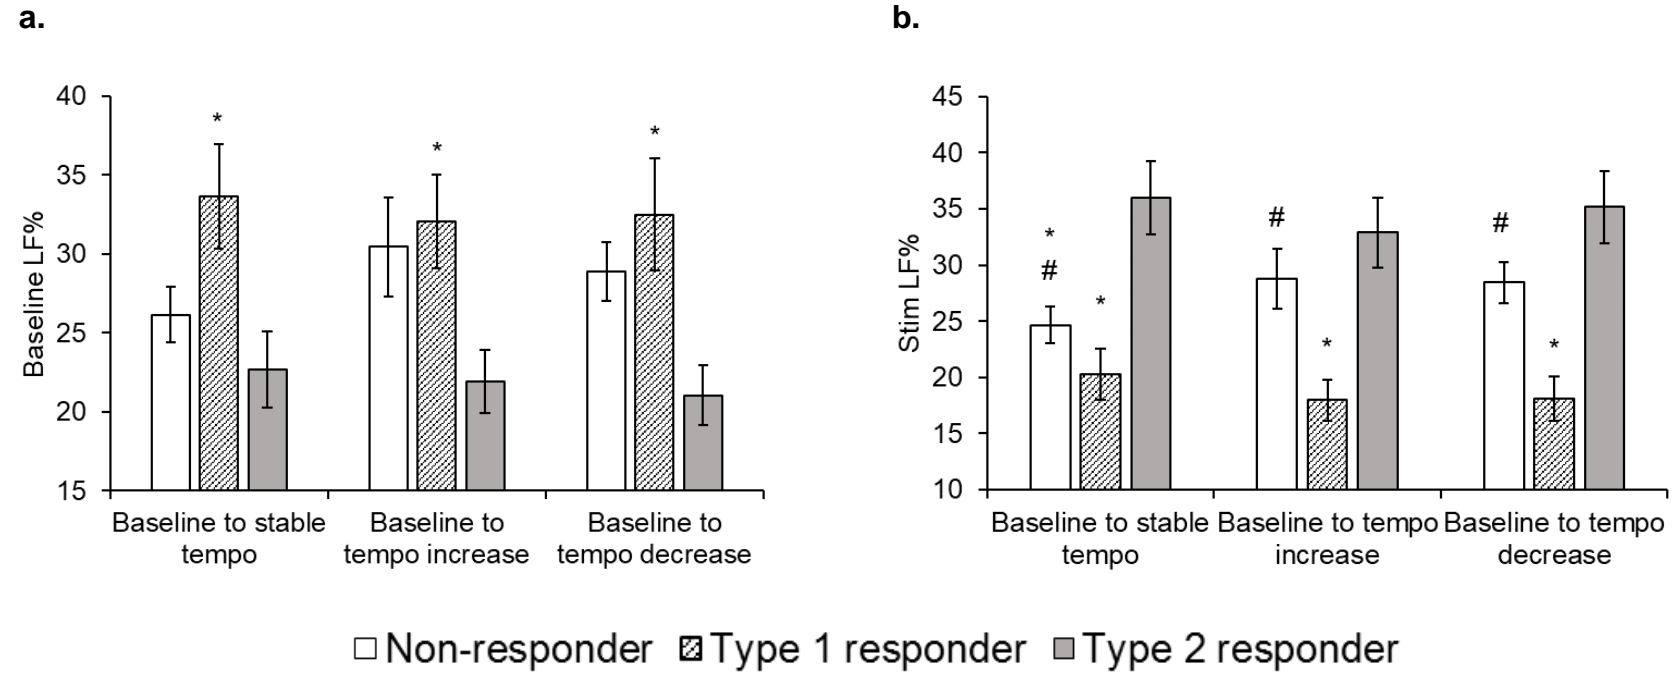 a.
40
35
30
25
20
15
Baseline LF%
*
*
*
Baseline to stable
tempo
Baseline to
tempo increase
Baseline to
tempo decrease
b.
45
40
35
30
25
20
15
10
Stim LF%
*
#
*
#
*
#
*
Baseline to stable
tempo
Baseline to tempo
increase
Baseline to tempo
decrease
Non-responder Type 1 responder Type 2 responder